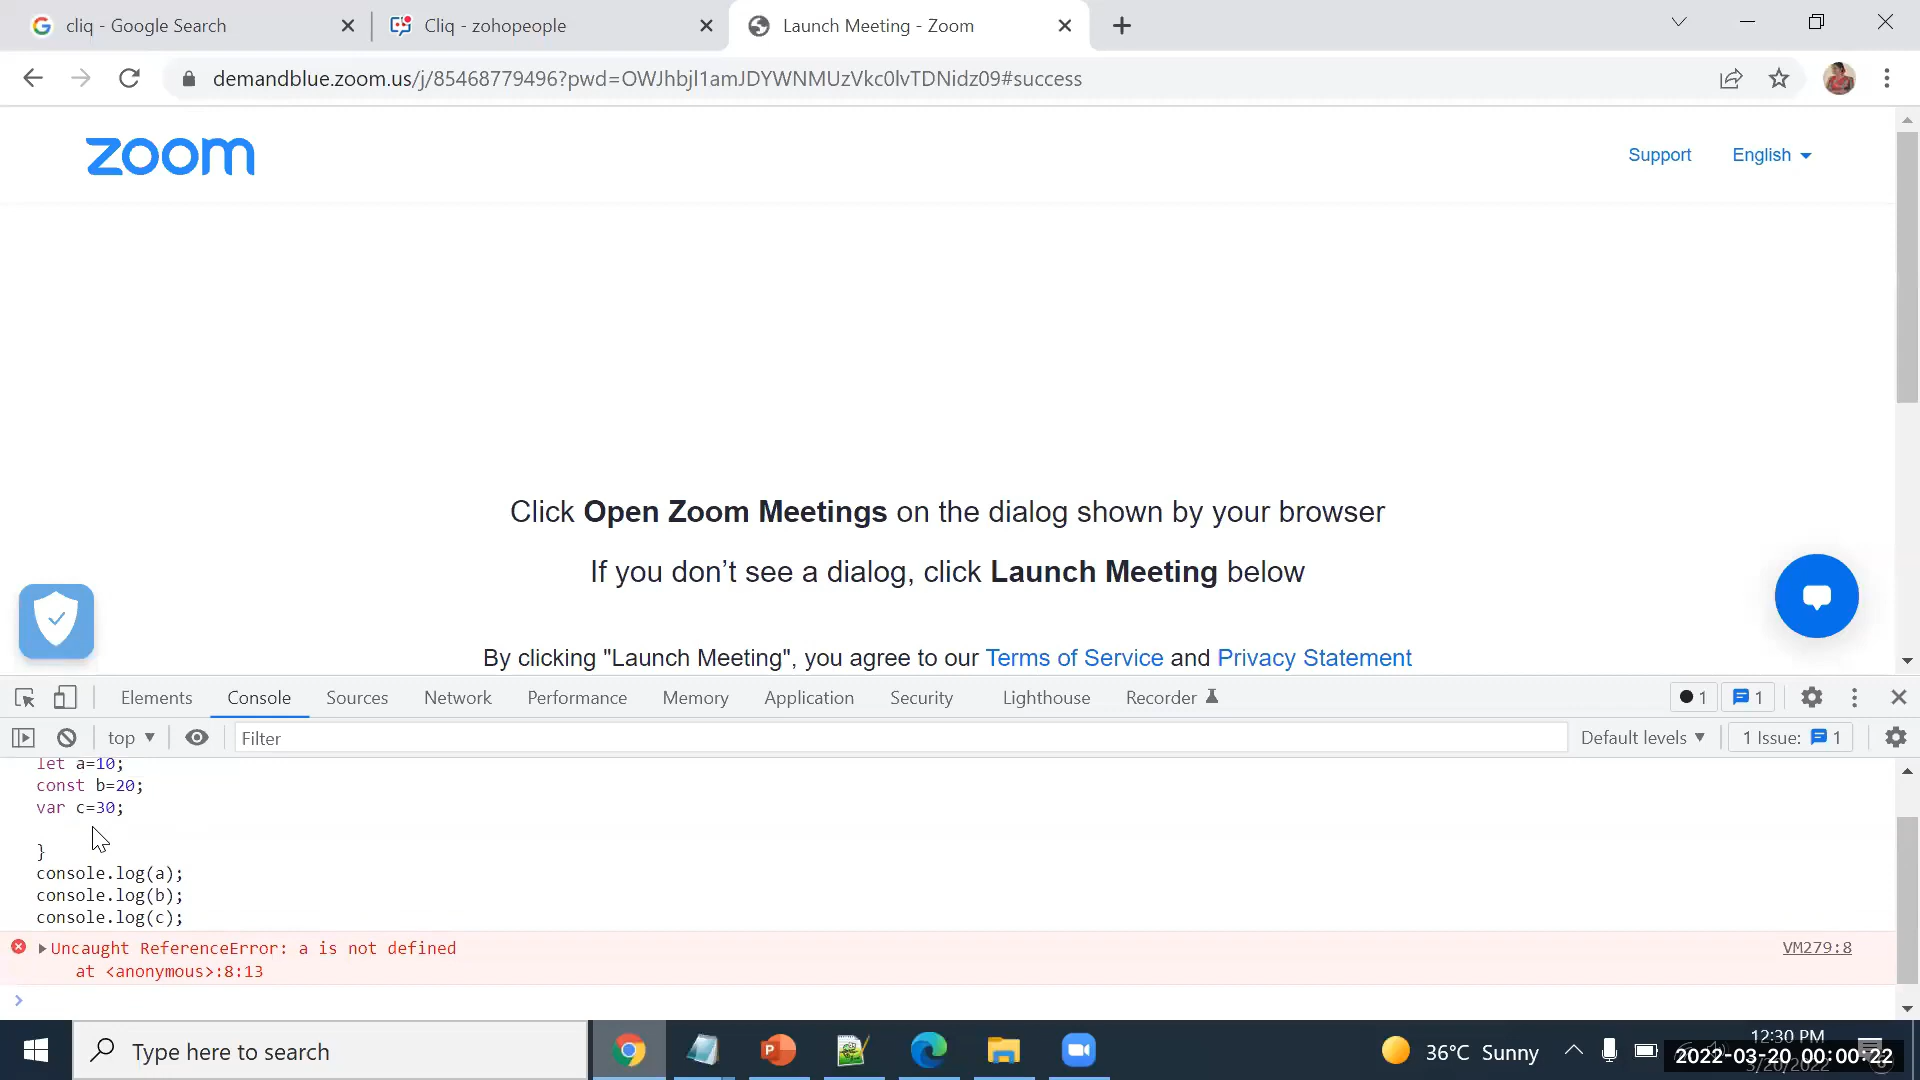 cliq - Google Search
Cliq - zohopeople
Launch Meeting - Zoom
demandblue.zoom.us/j/85468779496?pwd=OWJhbjl1amJDYWNMUzVkc0lvTDNidz09#success
zoom
Support
English
Click Open Zoom Meetings on the dialog shown by your browser
If you don’t see a dialog, click Launch Meeting below
By clicking "Launch Meeting", you agree to our Terms of Service and Privacy Statement
Elements Console Sources Network Performance Memory Application Security Lighthouse Recorder 1 1
top Filter Default levels 1 Issue: 1
let a=10;
const b=20;
var c=30;
}
console.log(a);
console.log(b);
console.log(c);
Uncaught ReferenceError: a is not defined VM279:8
at <anonymous>:8:13
Type here to search
36°C Sunny
12:30 PM
2022-03-20 00:00:22
3/20/2022